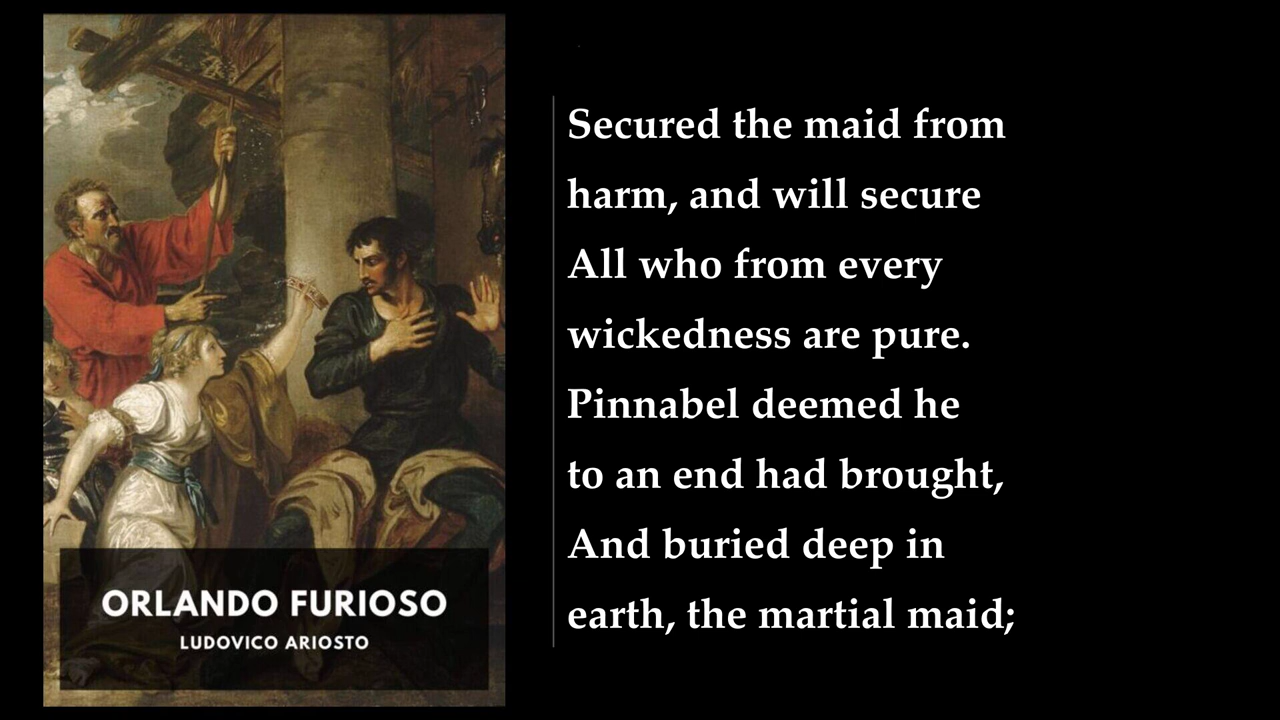 ORLANDO FURIOSO
LUDOVICO ARIOSTO
Secured the maid from
harm, and will secure
All who from every
wickedness are pure.
Pinnabel deemed he
to an end had brought,
And buried deep in
earth, the martial maid;